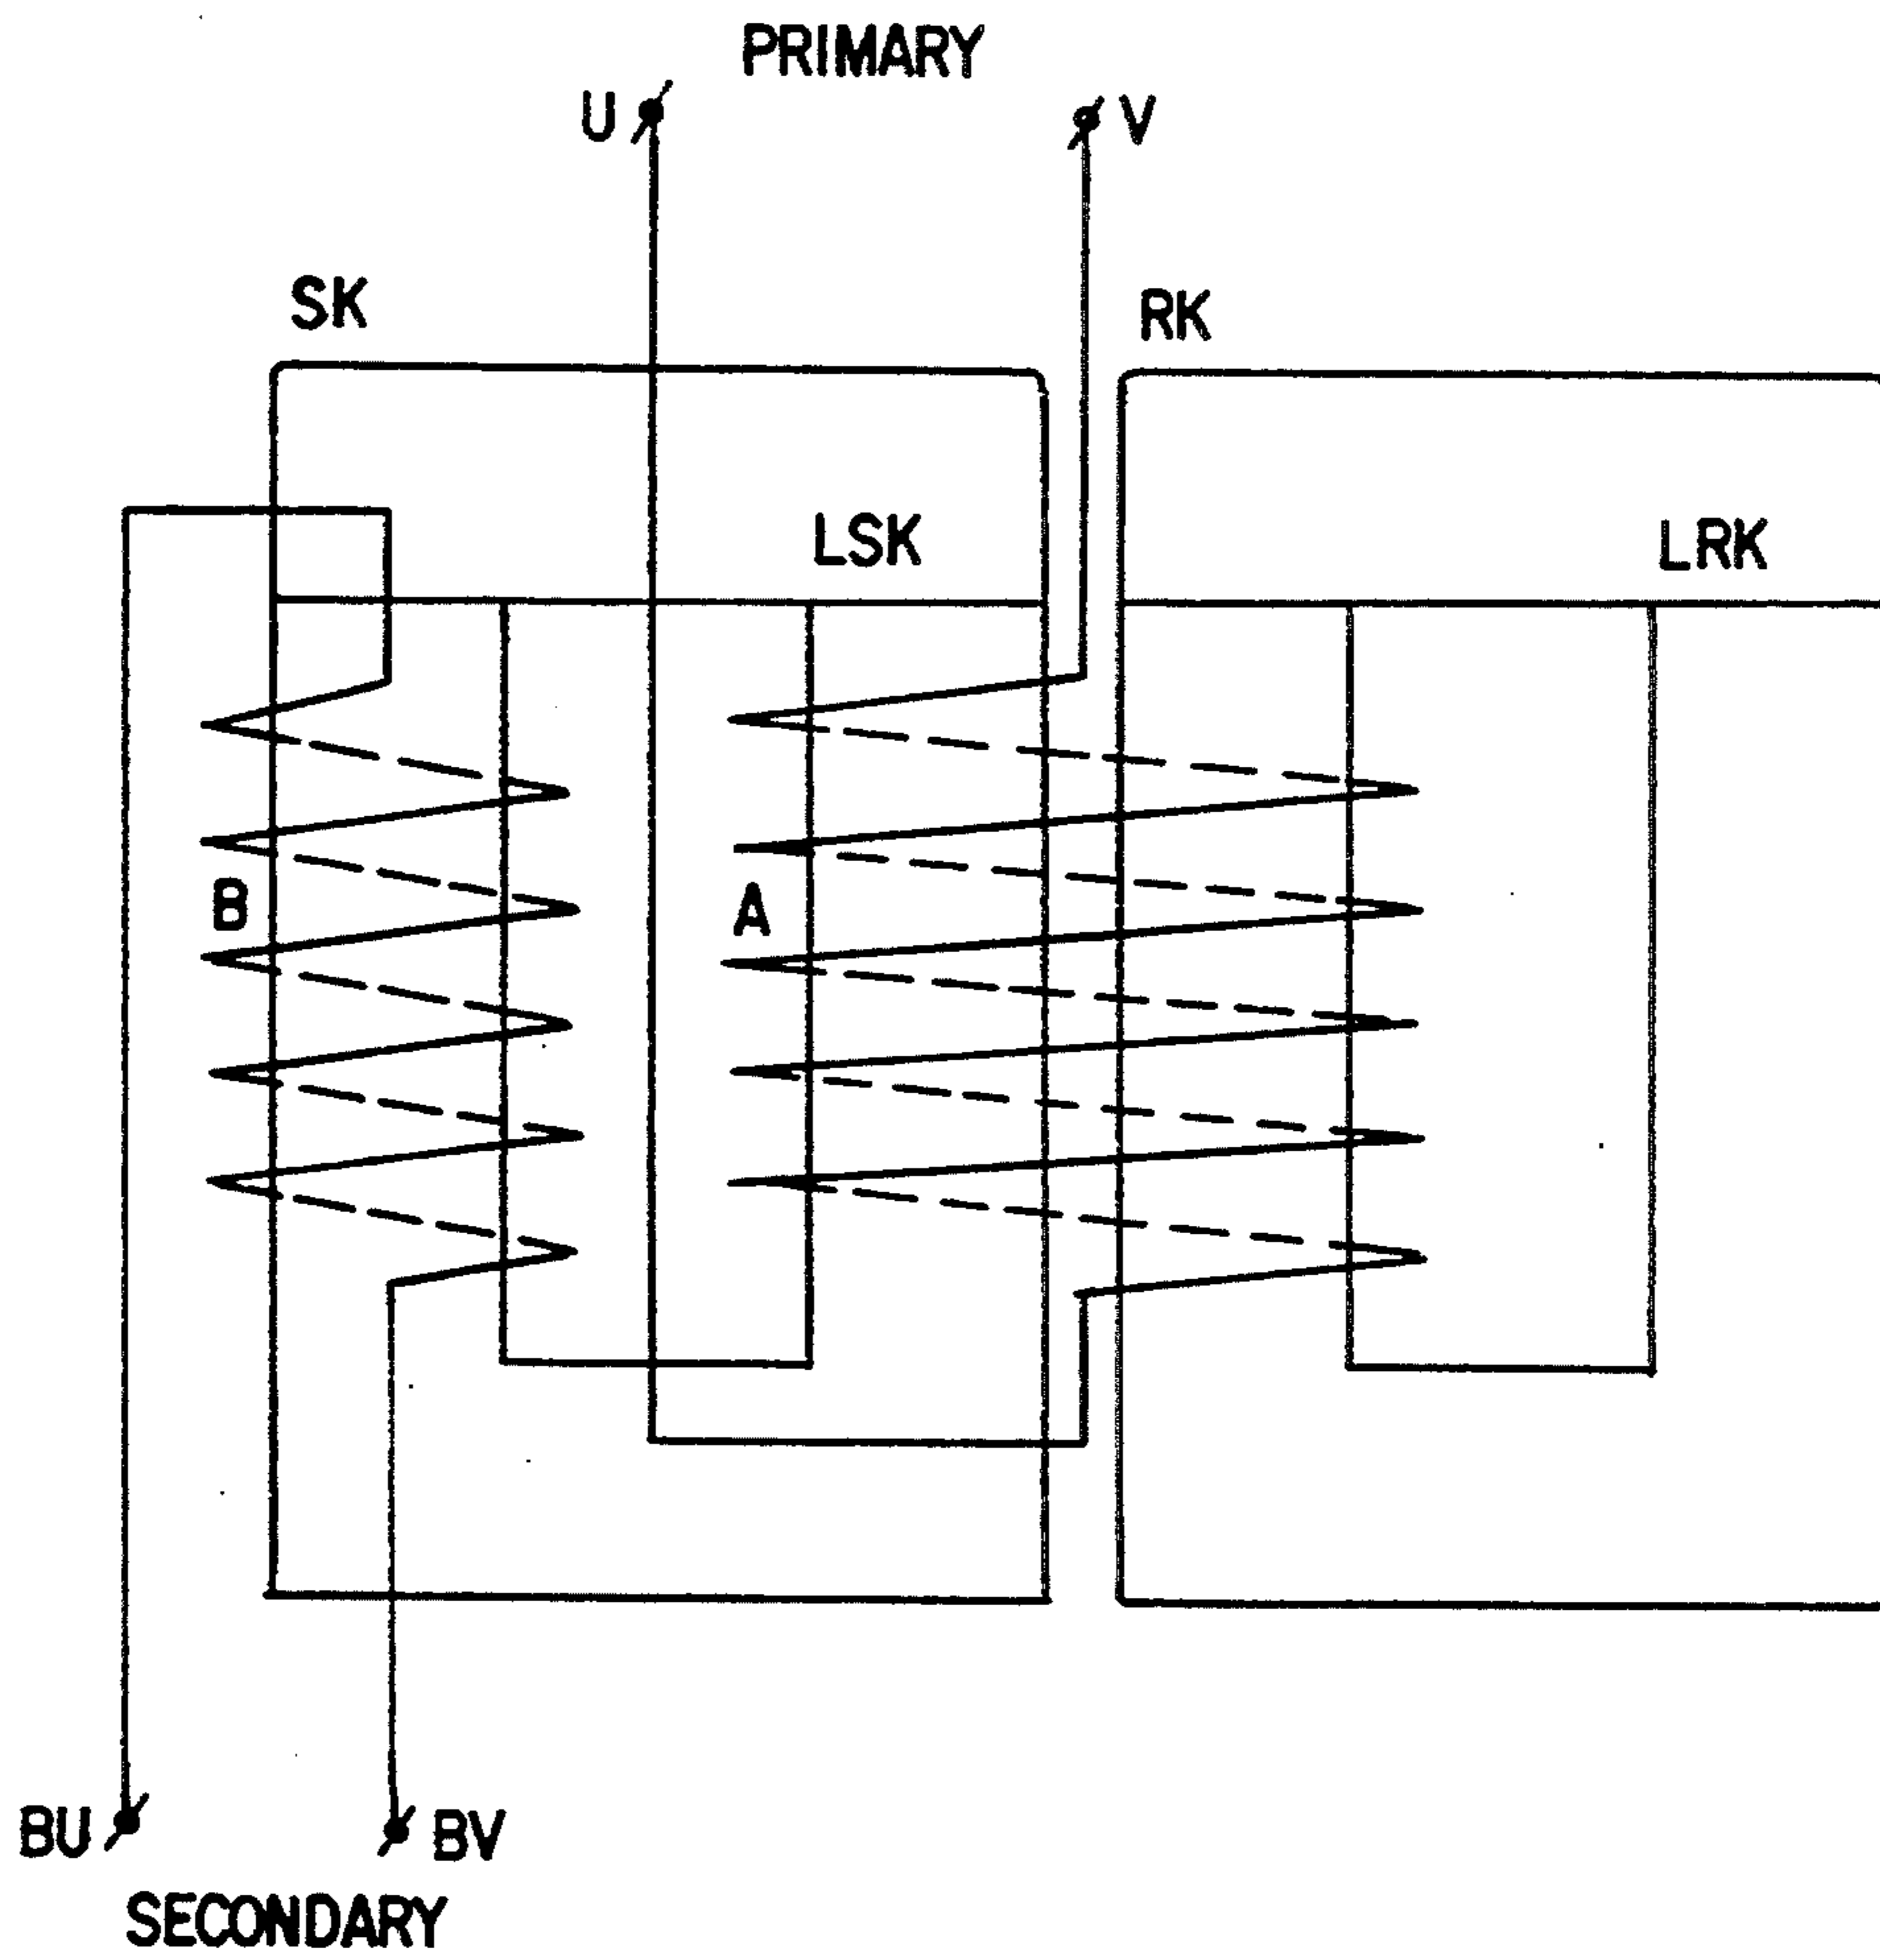 PRIMARY
U
V
SK
RK
LSK
LRK
B
A
BU
BV
SECONDARY